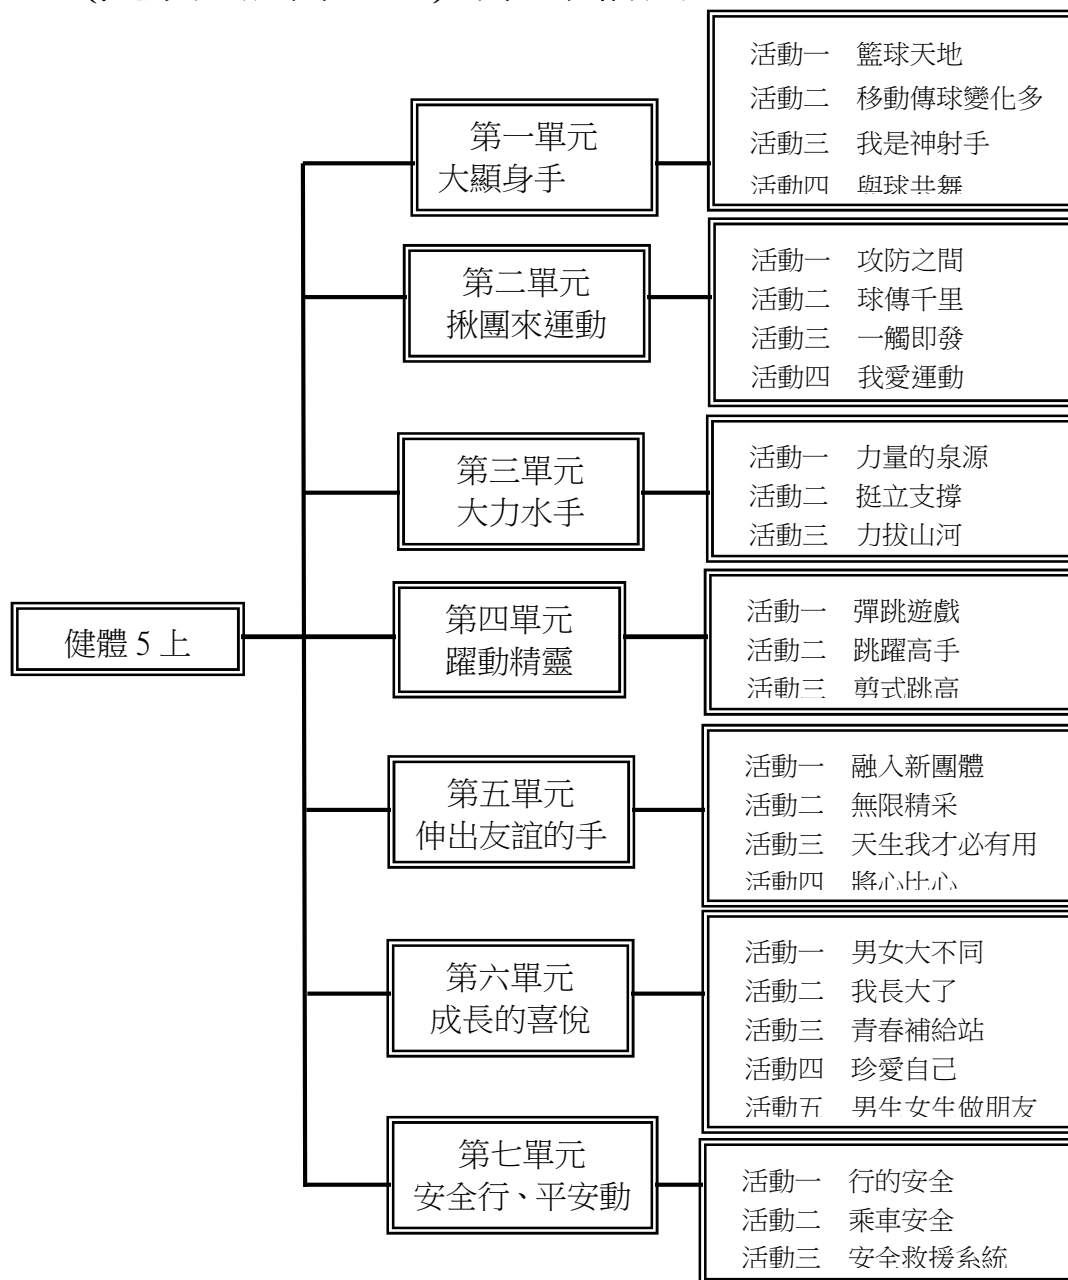 健體 5 上
第一單元
大顯身手
活動一　籃球天地
活動二　移動傳球變化多
活動三　我是神射手
活動四　與球共舞
第二單元
揪團來運動
活動一　攻防之間
活動二　球傳千里
活動三　一觸即發
活動四　我愛運動
第三單元
大力水手
活動一　力量的泉源
活動二　挺立支撐
活動三　力拔山河
第四單元
躍動精靈
活動一　彈跳遊戲
活動二　跳躍高手
活動三　剪式跳高
第五單元
伸出友誼的手
活動一　融入新團體
活動二　無限精采
活動三　天生我才必有用
活動四　將心比心
第六單元
成長的喜悅
活動一　男女大不同
活動二　我長大了
活動三　青春補給站
活動四　珍愛自己
活動五　男生女生做朋友
第七單元
安全行、平安動
活動一　行的安全
活動二　乘車安全
活動三　安全救援系統